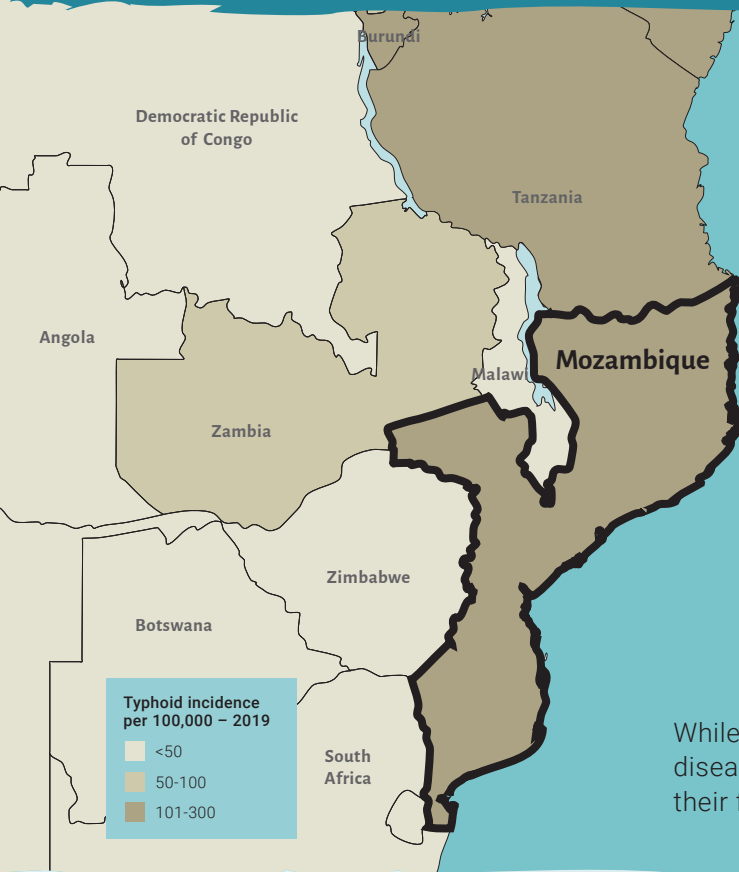 Burundi
Democratic Republic
of Congo
Tanzania
Angola
Mozambique
Malawi
Zambia
Zimbabwe
Botswana
Typhoid incidence
per 100,000 – 2019
<50
50-100
101-300
South
Africa
While
disea
their f